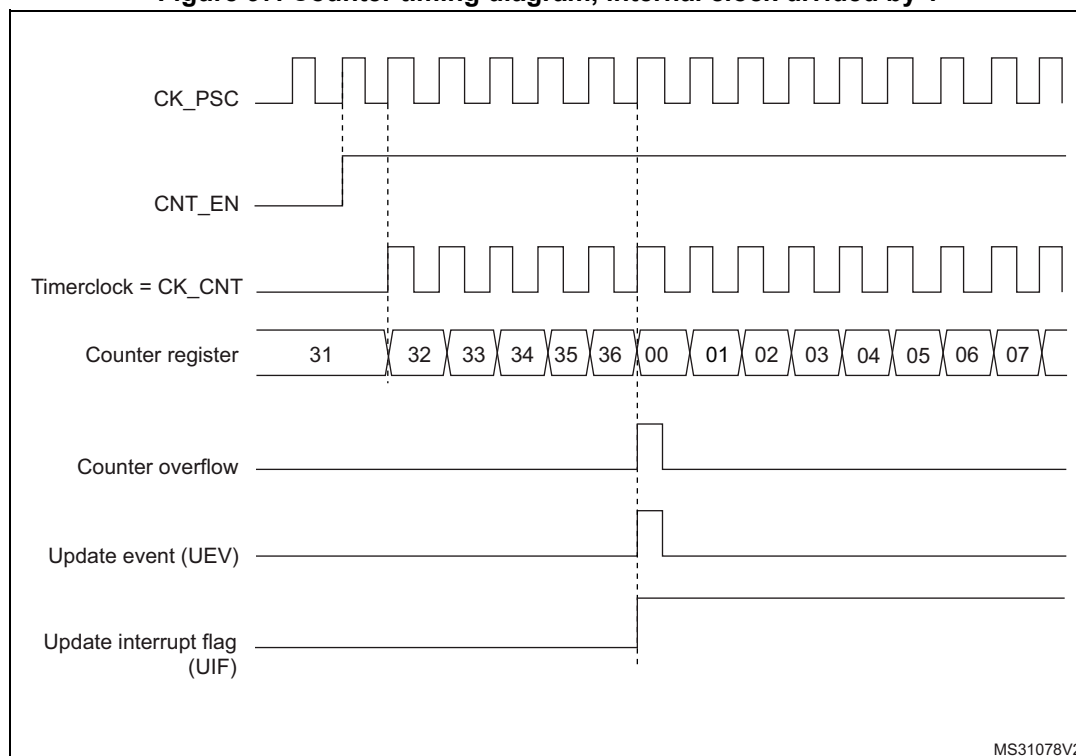 CK_PSC
CNT_EN
Timerclock = CK_CNT
Counter register 31 32 33 34 35 36 00 01 02 03 04 05 06 07
Counter overflow
Update event (UEV)
Update interrupt flag
(UIF)
MS31078V2